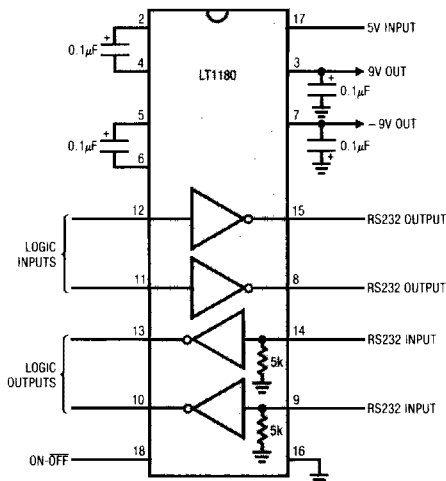 2
17
5V INPUT
+
0.1µF
4
LT1180
3
9V OUT
+
0.1µF
5
7
– 9V OUT
+
0.1µF
6
+
0.1µF
12
15
RS232 OUTPUT
LOGIC
INPUTS
11
8
RS232 OUTPUT
13
14
RS232 INPUT
5k
LOGIC
OUTPUTS
10
9
RS232 INPUT
5k
ON-OFF
18
16